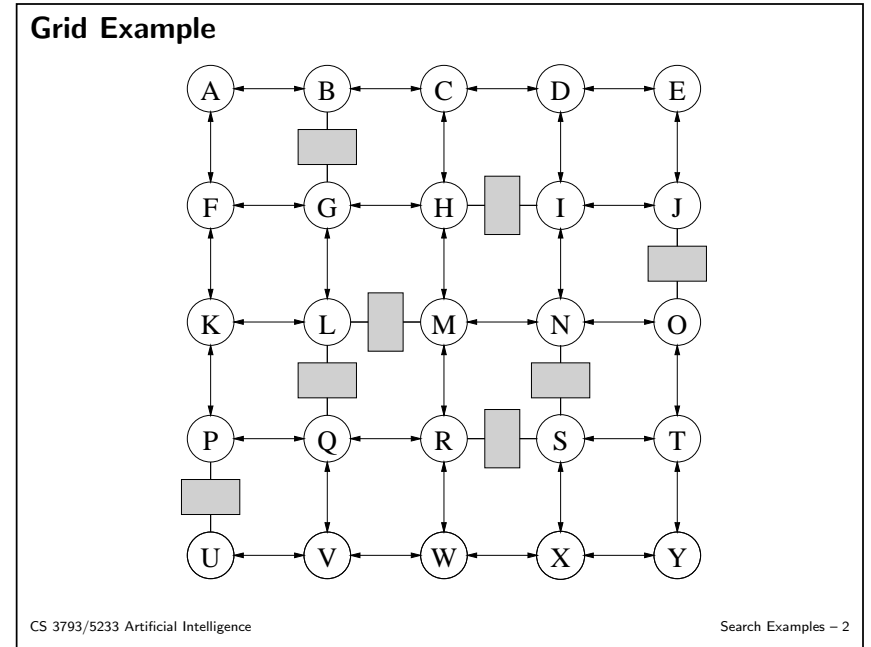 Grid Example
A B C D E
F G H I J
K L M N O
P Q R S T
U V W X Y
CS 3793/5233 Artificial Intelligence
Search Examples – 2